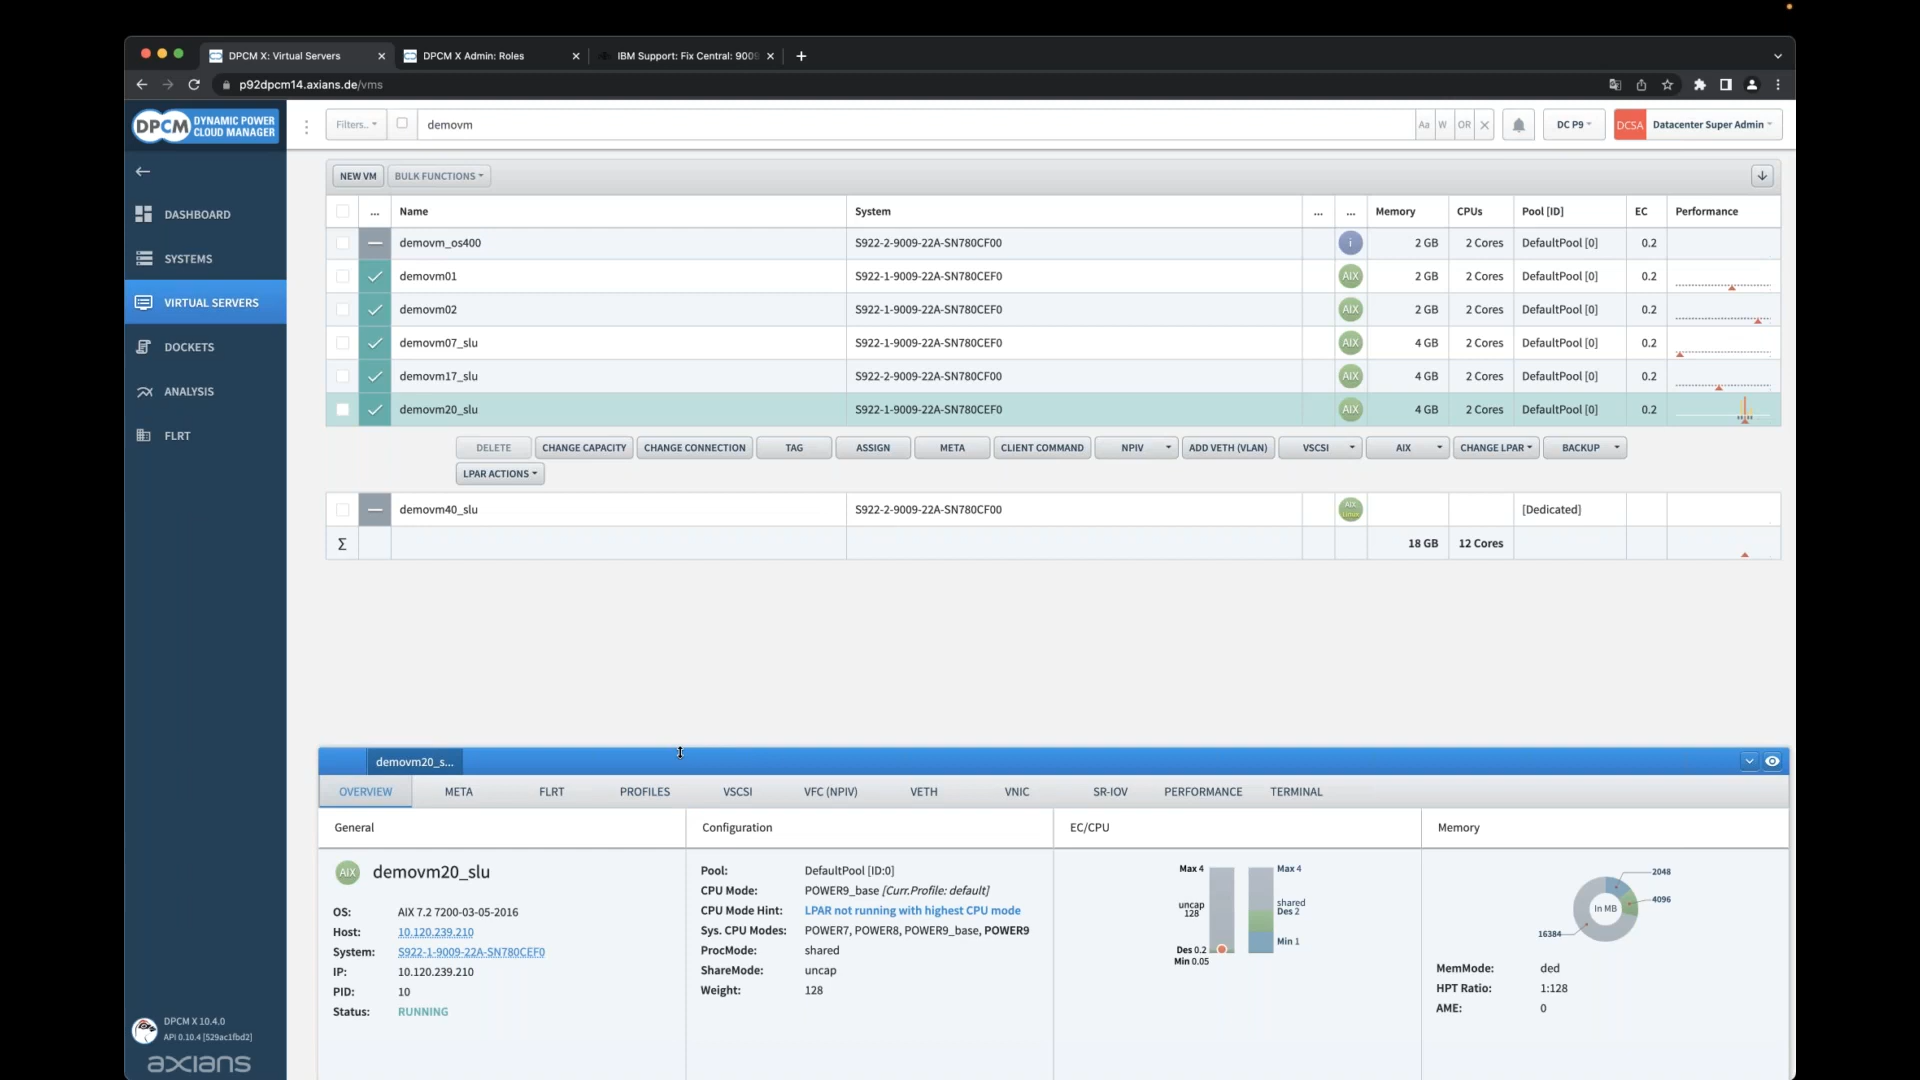 DPCM X: Virtual Servers
DPCM X Admin: Roles
IBM Support: Fix Central: 9009
p92dpcm14.axians.de/vms
DPCM DYNAMIC POWER CLOUD MANAGER
Filters..
demovm
Aa W OR
DC P9
DCSA Datacenter Super Admin
DASHBOARD
SYSTEMS
VIRTUAL SERVERS
DOCKETS
ANALYSIS
FLRT
NEW VM BULK FUNCTIONS
... Name System ... ... Memory CPUs Pool [ID] EC Performance
demovm_os400 S922-2-9009-22A-SN780CF00 i 2 GB 2 Cores DefaultPool [0] 0.2
demovm01 S922-1-9009-22A-SN780CEF0 AIX 2 GB 2 Cores DefaultPool [0] 0.2
demovm02 S922-1-9009-22A-SN780CEF0 AIX 2 GB 2 Cores DefaultPool [0] 0.2
demovm07_slu S922-1-9009-22A-SN780CEF0 AIX 4 GB 2 Cores DefaultPool [0] 0.2
demovm17_slu S922-2-9009-22A-SN780CF00 AIX 4 GB 2 Cores DefaultPool [0] 0.2
demovm20_slu S922-1-9009-22A-SN780CEF0 AIX 4 GB 2 Cores DefaultPool [0] 0.2
DELETE CHANGE CAPACITY CHANGE CONNECTION TAG ASSIGN META CLIENT COMMAND NPIV ADD VETH (VLAN) VSCSI AIX CHANGE LPAR BACKUP
LPAR ACTIONS
demovm40_slu S922-2-9009-22A-SN780CF00 AIX Linux [Dedicated]
Σ 18 GB 12 Cores
demovm20_s...
OVERVIEW META FLRT PROFILES VSCSI VFC (NPIV) VETH VNIC SR-IOV PERFORMANCE TERMINAL
General
AIX demovm20_slu
OS: AIX 7.2 7200-03-05-2016
Host: 10.120.239.210
System: S922-1-9009-22A-SN780CEF0
IP: 10.120.239.210
PID: 10
Status: RUNNING
Configuration
Pool: DefaultPool [ID:0]
CPU Mode: POWER9_base [Curr.Profile: default]
CPU Mode Hint: LPAR not running with highest CPU mode
Sys. CPU Modes: POWER7, POWER8, POWER9_base, POWER9
ProcMode: shared
ShareMode: uncap
Weight: 128
EC/CPU
Max 4
uncap
128
Des 0.2
Min 0.05
Max 4
shared
Des 2
Min 1
Memory
2048
4096
In MB
16384
MemMode: ded
HPT Ratio: 1:128
AME: 0
DPCM X 10.4.0
API 0.10.4 [529ac1fbd2]
axians